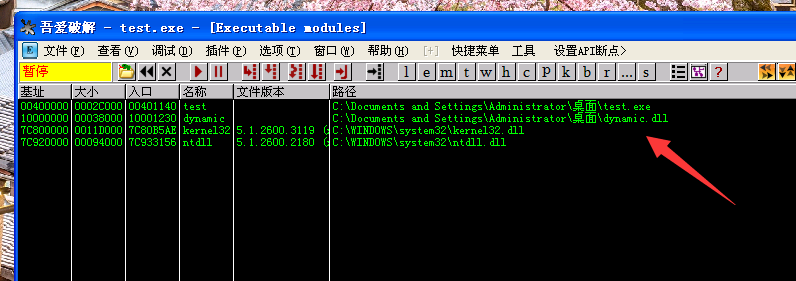 吾爱破解 - test.exe - [Executable modules]
E 文件(F) 查看(V) 调试(D) 插件(P) 选项(T) 窗口(W) 帮助(H) [+] 快捷菜单 工具 设置API断点>
暂停 l e m t w h c p k b r ... s ?
基址 大小 入口 名称 文件版本 路径
00400000 0002C000 00401140 test C:\Documents and Settings\Administrator\桌面\test.exe
10000000 00038000 10001230 dynamic C:\Documents and Settings\Administrator\桌面\dynamic.dll
7C800000 0011D000 7C80B5AE kernel32 5.1.2600.3119 ( C:\WINDOWS\system32\kernel32.dll
7C920000 00094000 7C933156 ntdll 5.1.2600.2180 ( C:\WINDOWS\system32\ntdll.dll